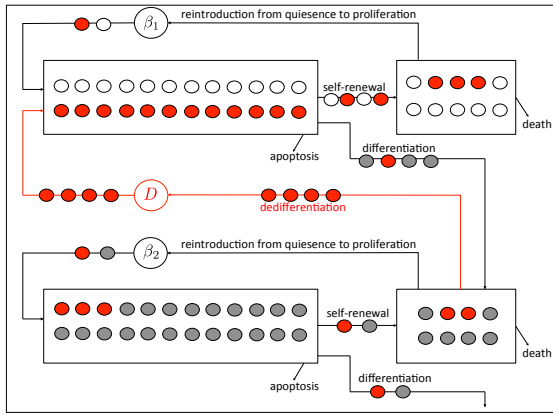 reintroduction from quiesence to proliferation
β₁
self-renewal
death
apoptosis
differentiation
D
dedifferentiation
reintroduction from quiesence to proliferation
β₂
self-renewal
death
apoptosis
differentiation